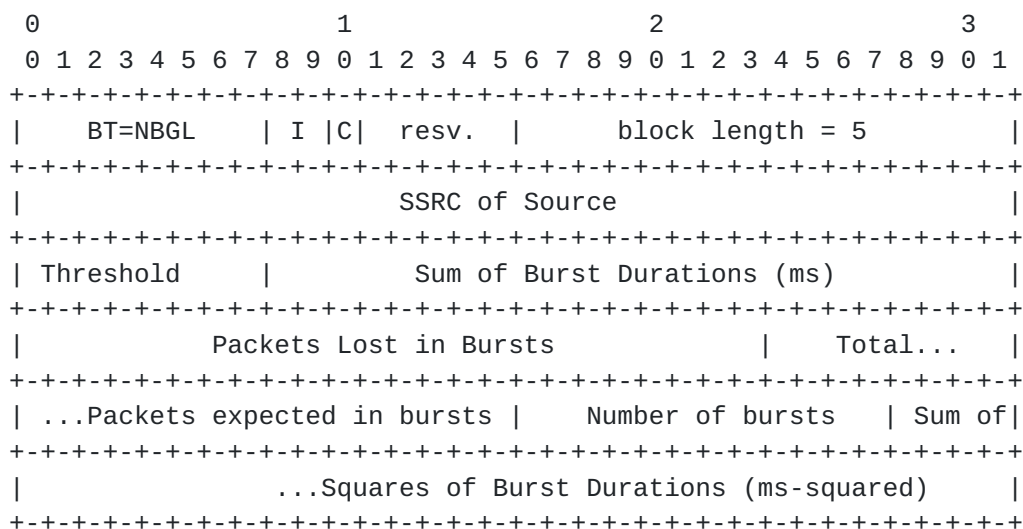 0                   1                   2                   3
 0 1 2 3 4 5 6 7 8 9 0 1 2 3 4 5 6 7 8 9 0 1 2 3 4 5 6 7 8 9 0 1
+-+-+-+-+-+-+-+-+-+-+-+-+-+-+-+-+-+-+-+-+-+-+-+-+-+-+-+-+-+-+-+-+
|    BT=NBGL    | I |C|  resv.  |      block length = 5         |
+-+-+-+-+-+-+-+-+-+-+-+-+-+-+-+-+-+-+-+-+-+-+-+-+-+-+-+-+-+-+-+-+
|                        SSRC of Source                         |
+-+-+-+-+-+-+-+-+-+-+-+-+-+-+-+-+-+-+-+-+-+-+-+-+-+-+-+-+-+-+-+-+
| Threshold     |         Sum of Burst Durations (ms)           |
+-+-+-+-+-+-+-+-+-+-+-+-+-+-+-+-+-+-+-+-+-+-+-+-+-+-+-+-+-+-+-+-+
|            Packets Lost in Bursts             |    Total...   |
+-+-+-+-+-+-+-+-+-+-+-+-+-+-+-+-+-+-+-+-+-+-+-+-+-+-+-+-+-+-+-+-+
| ...Packets expected in bursts |    Number of bursts   | Sum of|
+-+-+-+-+-+-+-+-+-+-+-+-+-+-+-+-+-+-+-+-+-+-+-+-+-+-+-+-+-+-+-+-+
|                ...Squares of Burst Durations (ms-squared)     |
+-+-+-+-+-+-+-+-+-+-+-+-+-+-+-+-+-+-+-+-+-+-+-+-+-+-+-+-+-+-+-+-+